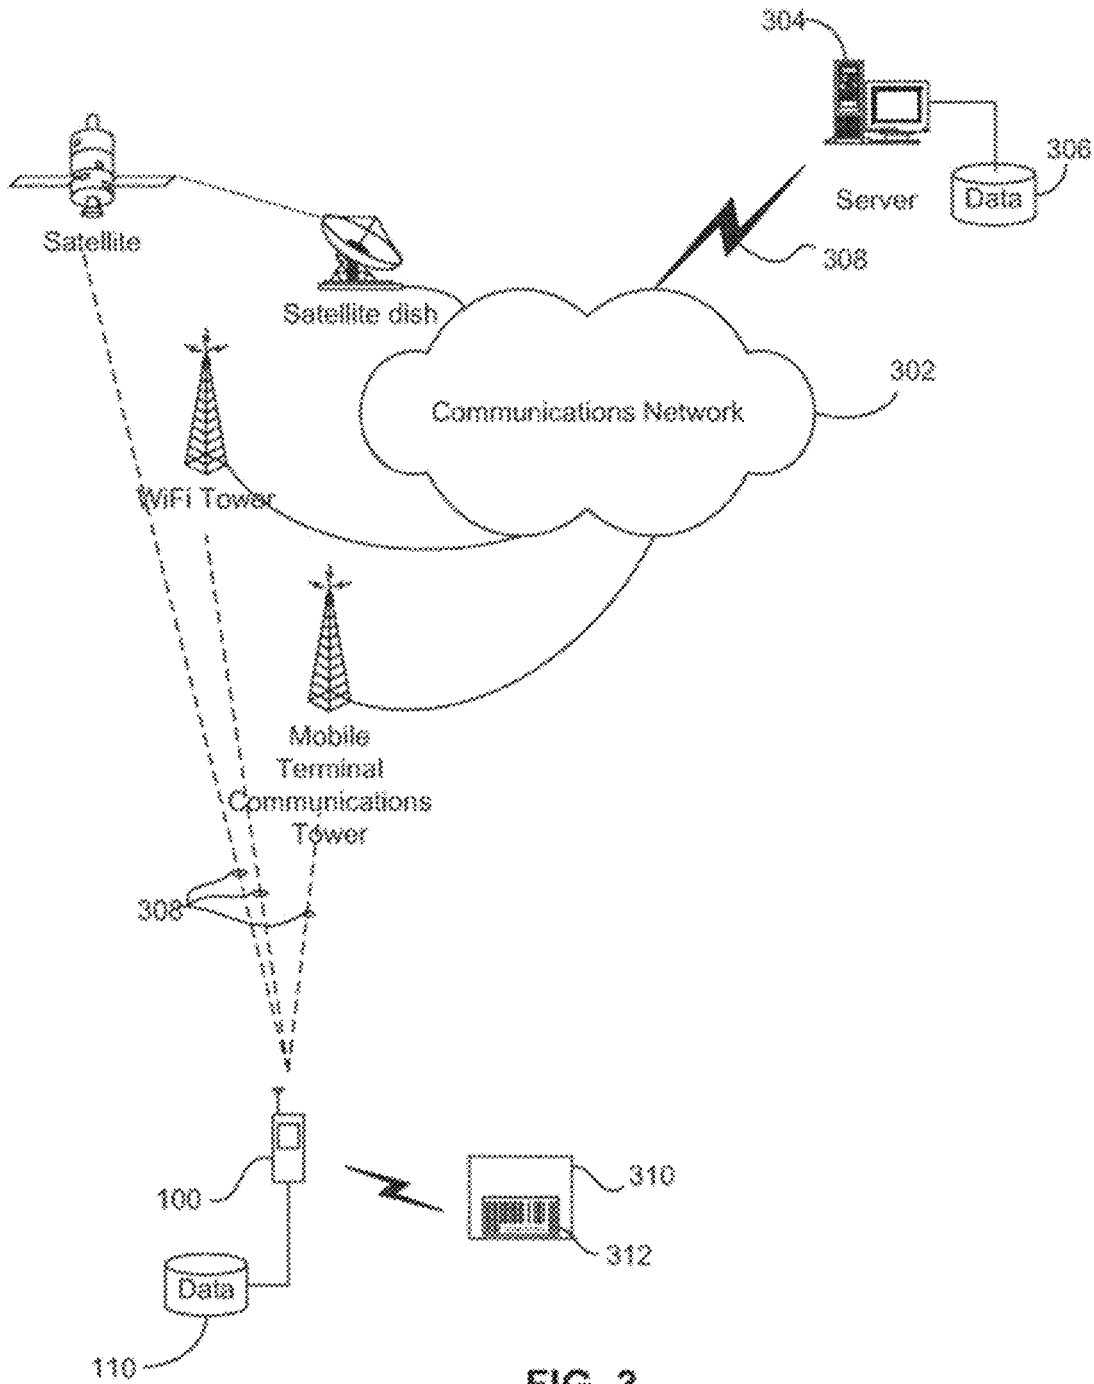 304
306
Data
Server
308
Satellite
Satellite dish
302
Communications Network
WiFi Tower
Mobile
Terminal
Communications
Tower
308
100
310
312
Data
110
FIG.